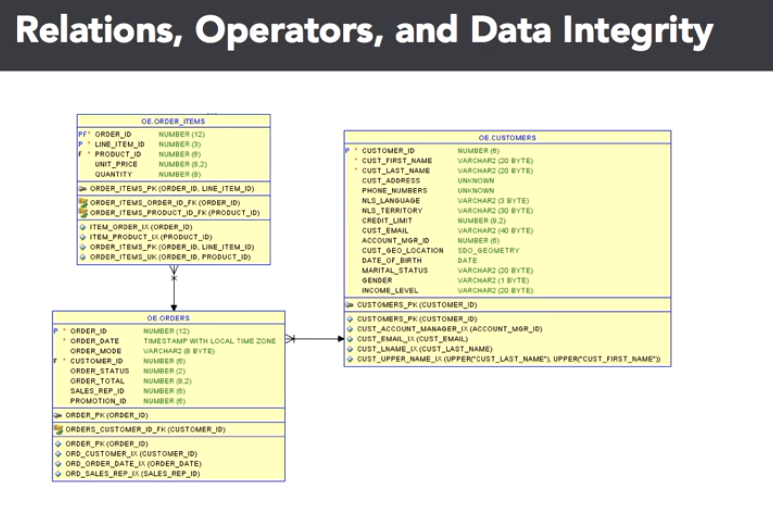 Relations, Operators, and Data Integrity
OE.ORDER_ITEMS
PF* ORDER_ID NUMBER (12)
P * LINE_ITEM_ID NUMBER (3)
F * PRODUCT_ID NUMBER (6)
UNIT_PRICE NUMBER (8,2)
QUANTITY NUMBER (8)
ORDER_ITEMS_PK (ORDER_ID, LINE_ITEM_ID)
ORDER_ITEMS_ORDER_ID_FK (ORDER_ID)
ORDER_ITEMS_PRODUCT_ID_FK (PRODUCT_ID)
ITEM_ORDER_IX (ORDER_ID)
ITEM_PRODUCT_IX (PRODUCT_ID)
ORDER_ITEMS_PK (ORDER_ID, LINE_ITEM_ID)
ORDER_ITEMS_UK (ORDER_ID, PRODUCT_ID)
OE.CUSTOMERS
P * CUSTOMER_ID NUMBER (6)
* CUST_FIRST_NAME VARCHAR2 (20 BYTE)
* CUST_LAST_NAME VARCHAR2 (20 BYTE)
CUST_ADDRESS UNKNOWN
PHONE_NUMBERS UNKNOWN
NLS_LANGUAGE VARCHAR2 (3 BYTE)
NLS_TERRITORY VARCHAR2 (30 BYTE)
CREDIT_LIMIT NUMBER (9,2)
CUST_EMAIL VARCHAR2 (40 BYTE)
ACCOUNT_MGR_ID NUMBER (6)
CUST_GEO_LOCATION SDO_GEOMETRY
DATE_OF_BIRTH DATE
MARITAL_STATUS VARCHAR2 (20 BYTE)
GENDER VARCHAR2 (1 BYTE)
INCOME_LEVEL VARCHAR2 (20 BYTE)
CUSTOMERS_PK (CUSTOMER_ID)
CUSTOMERS_PK (CUSTOMER_ID)
CUST_ACCOUNT_MANAGER_IX (ACCOUNT_MGR_ID)
CUST_EMAIL_IX (CUST_EMAIL)
CUST_LNAME_IX (CUST_LAST_NAME)
CUST_UPPER_NAME_IX (UPPER("CUST_LAST_NAME"), UPPER("CUST_FIRST_NAME"))
OE.ORDERS
P * ORDER_ID NUMBER (12)
* ORDER_DATE TIMESTAMP WITH LOCAL TIME ZONE
ORDER_MODE VARCHAR2 (8 BYTE)
F * CUSTOMER_ID NUMBER (6)
ORDER_STATUS NUMBER (2)
ORDER_TOTAL NUMBER (8,2)
SALES_REP_ID NUMBER (6)
PROMOTION_ID NUMBER (6)
ORDER_PK (ORDER_ID)
ORDERS_CUSTOMER_ID_FK (CUSTOMER_ID)
ORDER_PK (ORDER_ID)
ORD_CUSTOMER_IX (CUSTOMER_ID)
ORD_ORDER_DATE_IX (ORDER_DATE)
ORD_SALES_REP_IX (SALES_REP_ID)